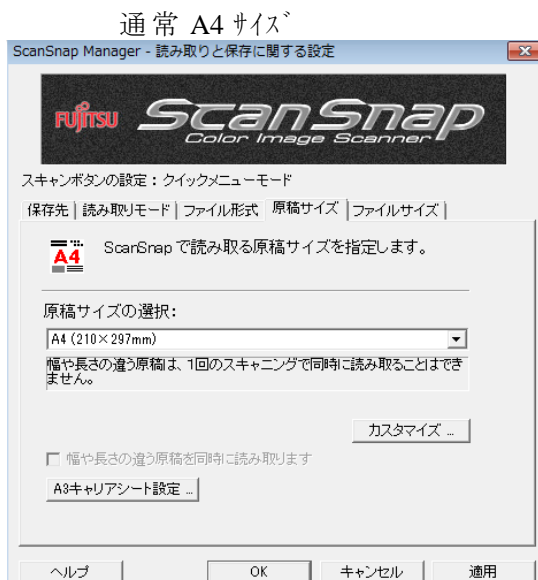 通常 A4 ｻｲｽﾞ
ScanSnap Manager - 読み取りと保存に関する設定
FUJITSU ScanSnap
Color Image Scanner
スキャンボタンの設定：クイックメニューモード
保存先 | 読み取りモード | ファイル形式 | 原稿サイズ | ファイルサイズ |
A4 ScanSnap で読み取る原稿サイズを指定します。
原稿サイズの選択:
A4 (210×297mm)
幅や長さの違う原稿は、1回のスキャニングで同時に読み取ることはでき
ません。
カスタマイズ ...
幅や長さの違う原稿を同時に読み取ります
A3キャリアシート設定 ...
ヘルプ OK キャンセル 適用